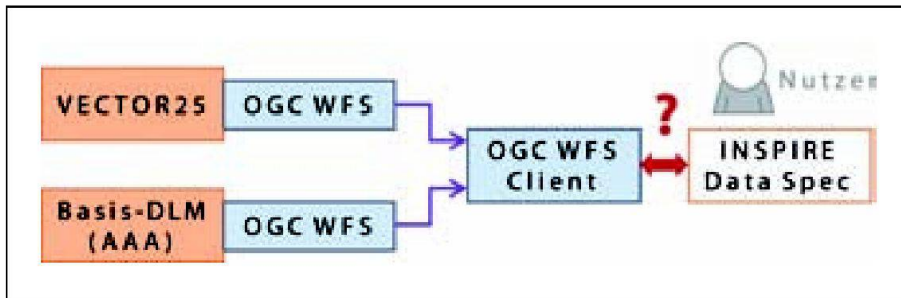 Nutzer
VECTOR25
OGC WFS
?
OGC WFS
Client
INSPIRE
Data Spec
Basis-DLM
(AAA)
OGC WFS